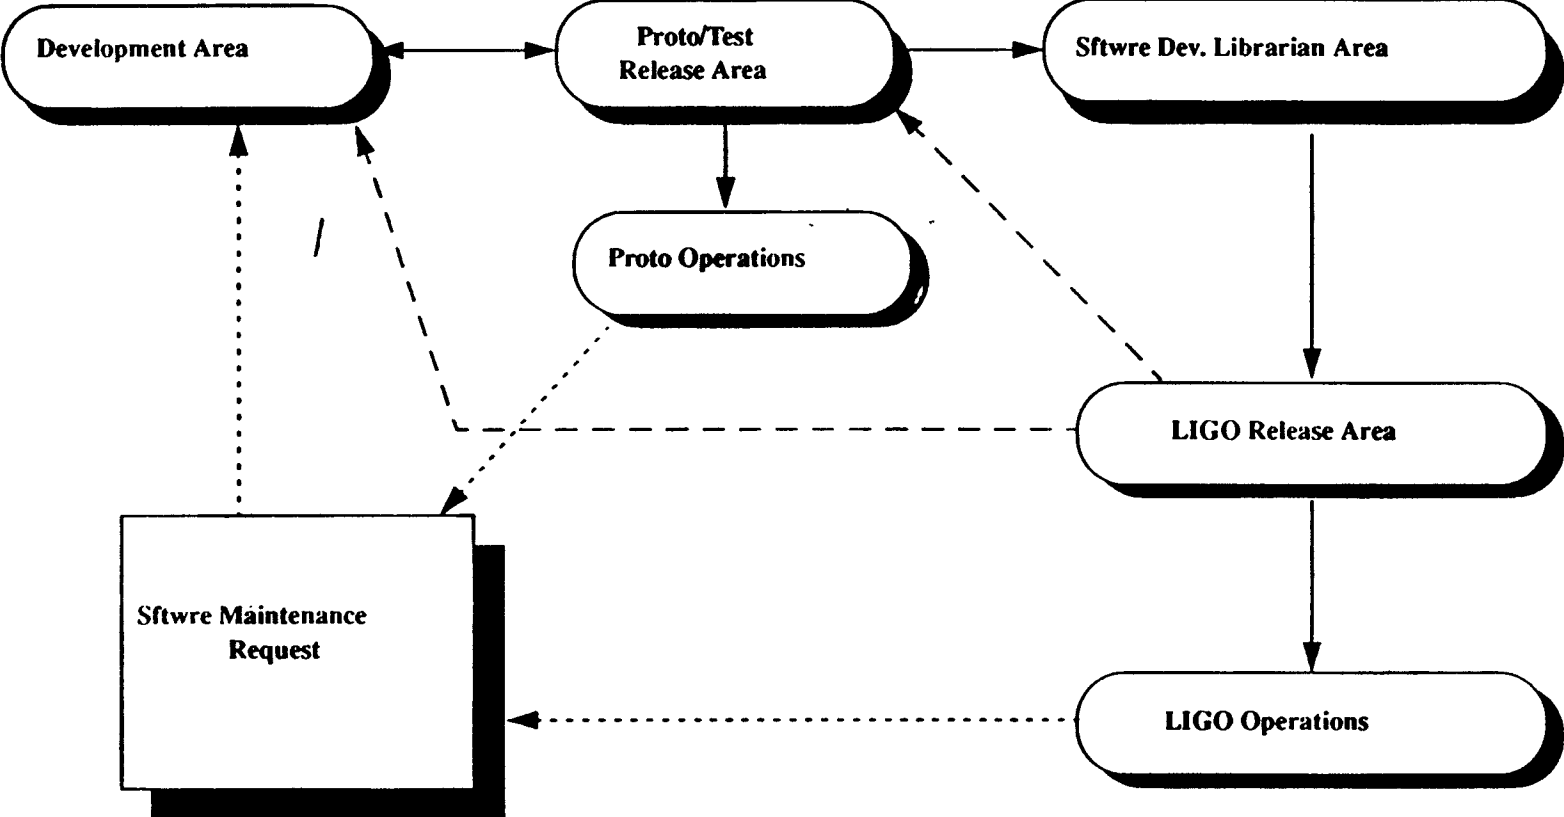 Development Area
Proto/Test
Release Area
Sftwre Dev. Librarian Area
Proto Operations
LIGO Release Area
Sftwre Maintenance
Request
LIGO Operations